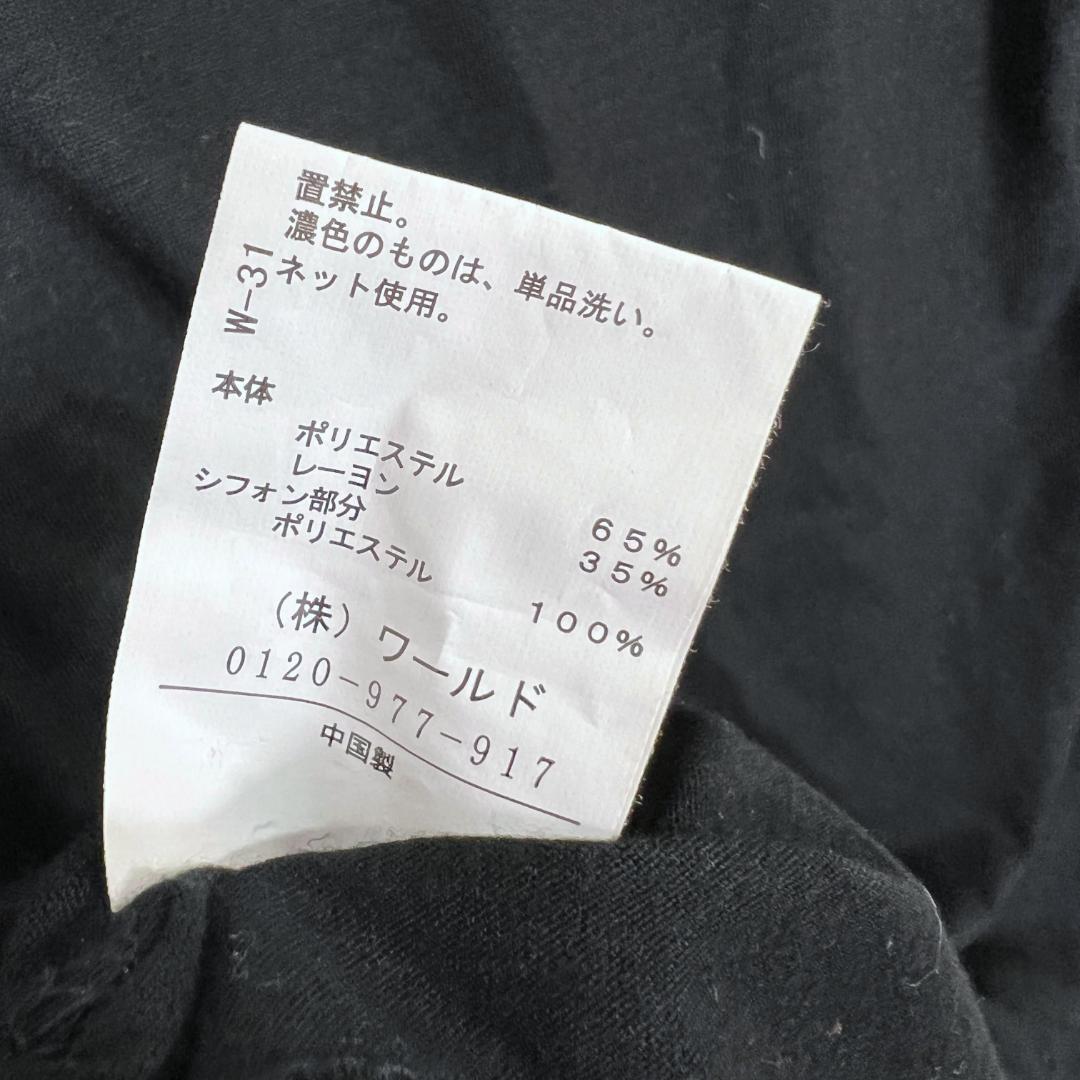 置禁止。
濃色のものは、単品洗い。
ネット使用。
W-31
本体
ポリエステル 65%
レーヨン 35%
シフォン部分
ポリエステル 100%
(株)ワールド
0120-977-917
中国製